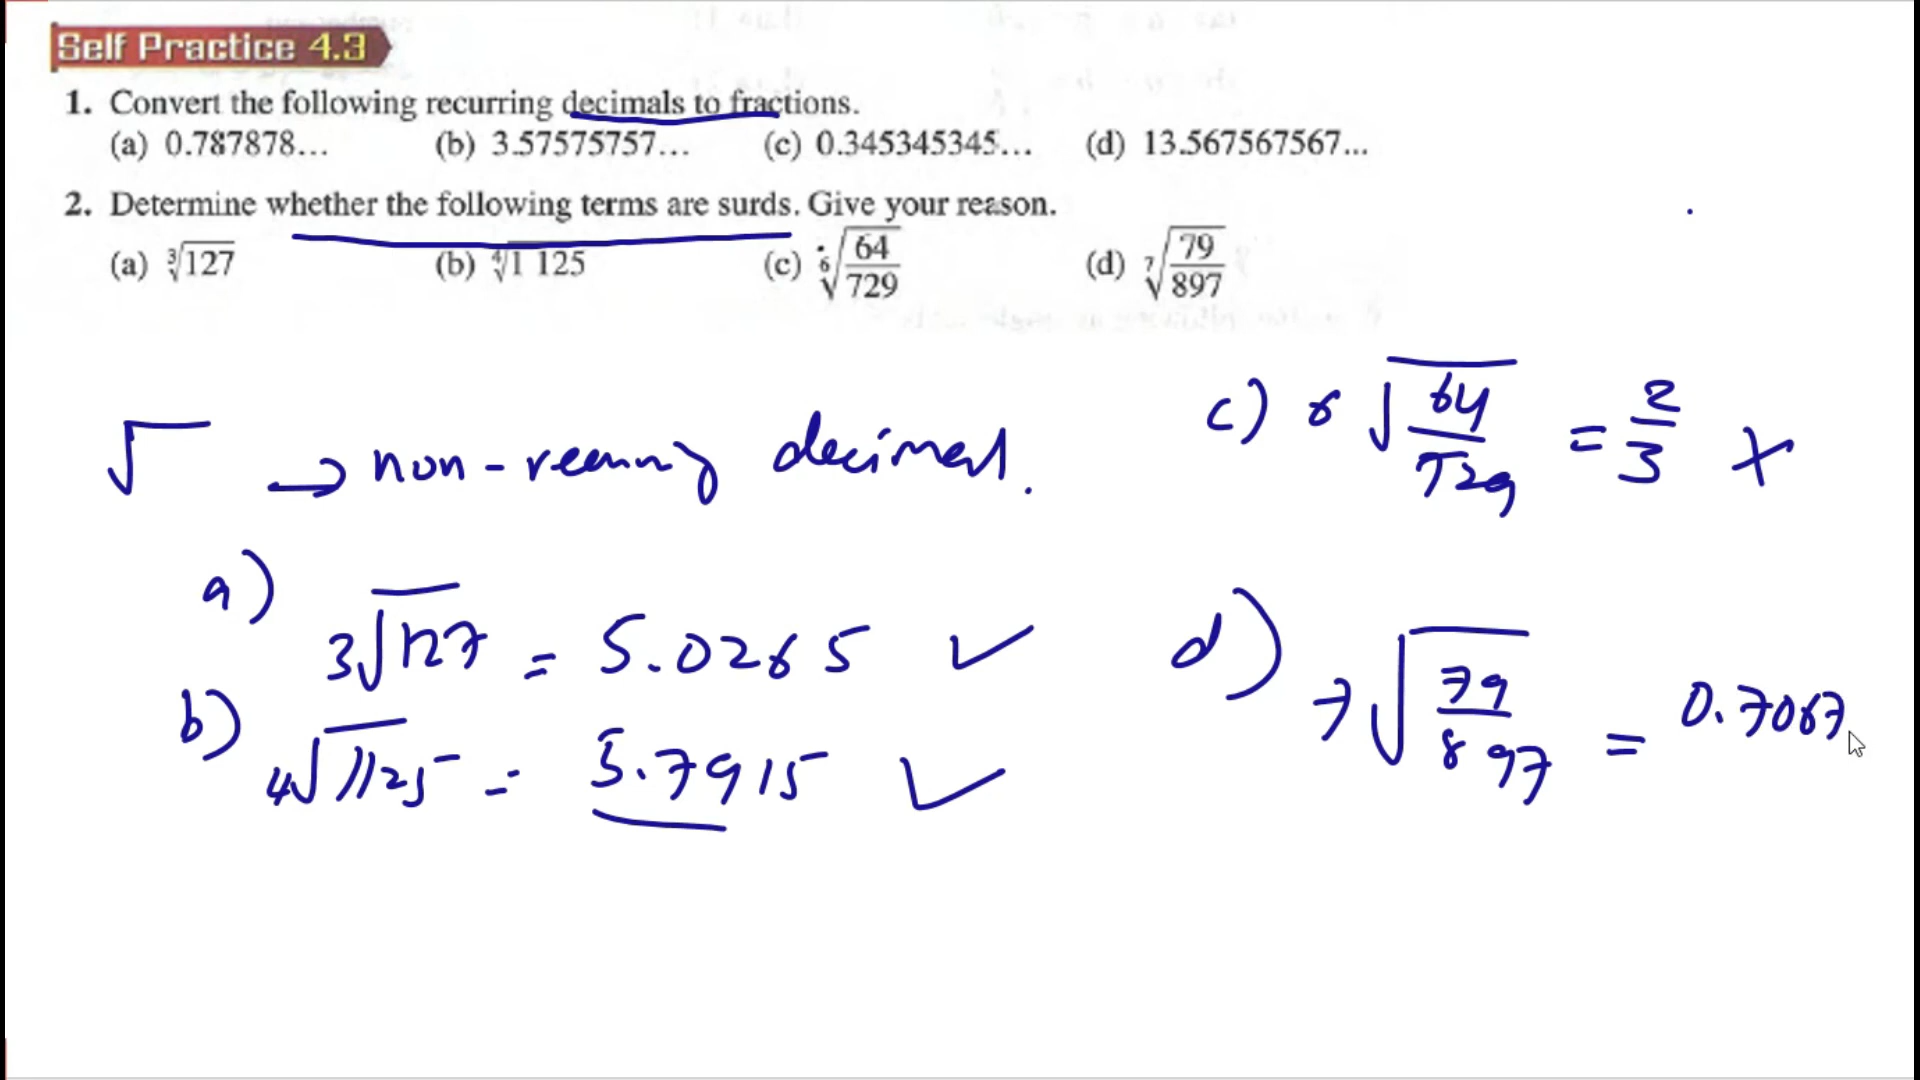 Self Practice 4.3
1. Convert the following recurring decimals to fractions.
(a) 0.787878... (b) 3.57575757... (c) 0.345345345... (d) 13.567567567...
2. Determine whether the following terms are surds. Give your reason.
(a) ∛127 (b) ∜1 125 (c) ⁶√(64/729) (d) ⁷√(79/897)
√ → non-recurring decimal.
a) 3√127 = 5.0265 ✓
b) 4√1125 = 5.7915 ✓
c) 6√(64/729) = 2/3 ✗
d) 7√(79/897) = 0.7067